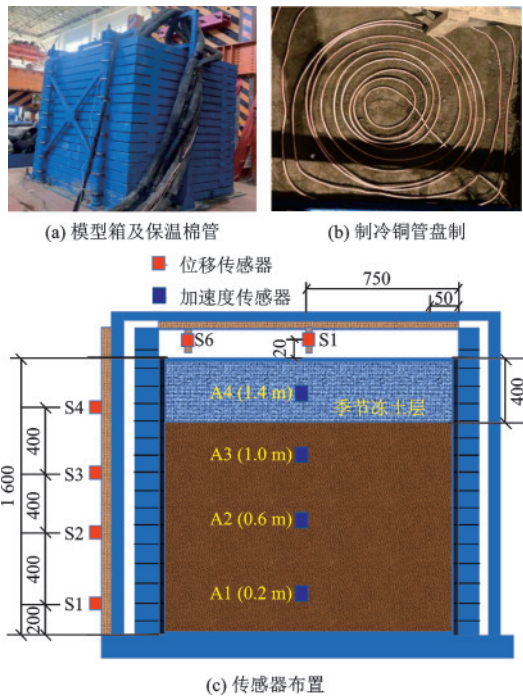 (a) 模型箱及保温棉管
(b) 制冷铜管盘制
位移传感器
加速度传感器
750
50
S6
S1
20
A4 (1.4 m)
季节冻土层
400
S4
400
A3 (1.0 m)
S3
1 600
400
A2 (0.6 m)
S2
400
A1 (0.2 m)
S1
200
(c) 传感器布置